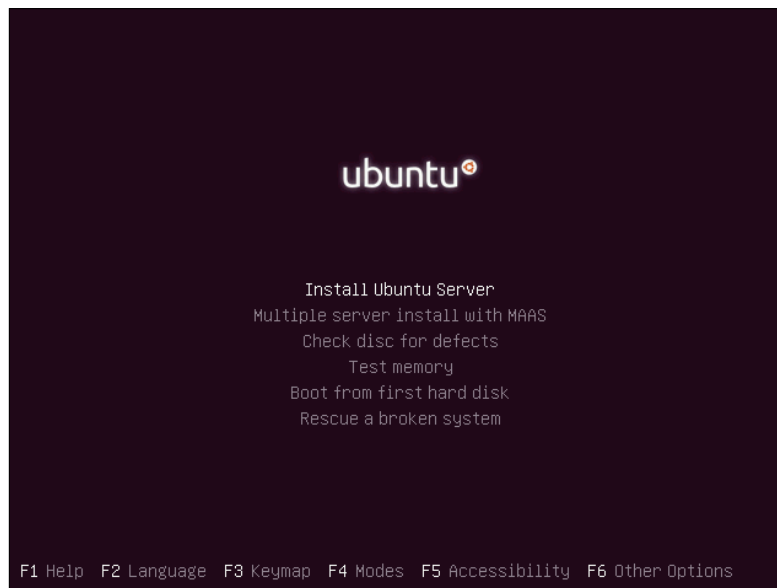 ubuntu
Install Ubuntu Server
Multiple server install with MAAS
Check disc for defects
Test memory
Boot from first hard disk
Rescue a broken system
F1 Help F2 Language F3 Keymap F4 Modes F5 Accessibility F6 Other Options